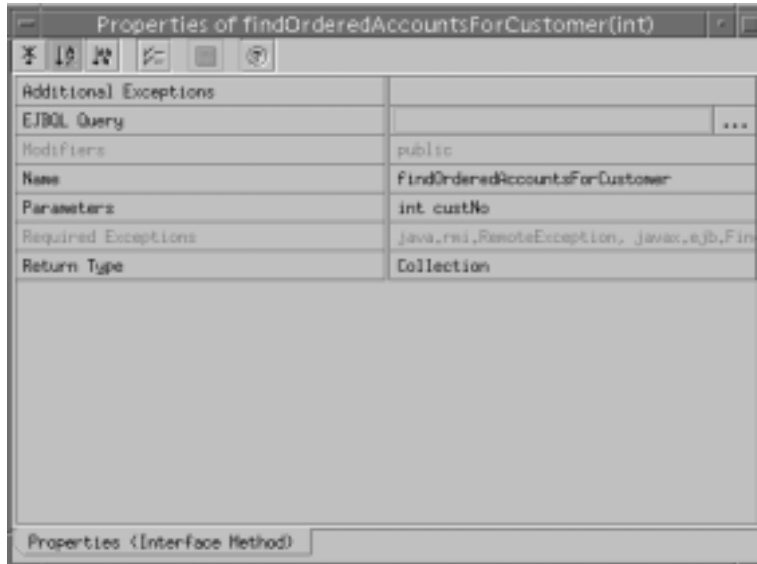 Properties of findOrderedAccountsForCustomer(int)
Additional Exceptions
EJBQL Query ...
Modifiers public
Name findOrderedAccountsForCustomer
Parameters int custNo
Required Exceptions java.rmi.RemoteException, javax.ejb.Fin
Return Type Collection
Properties (Interface Method)